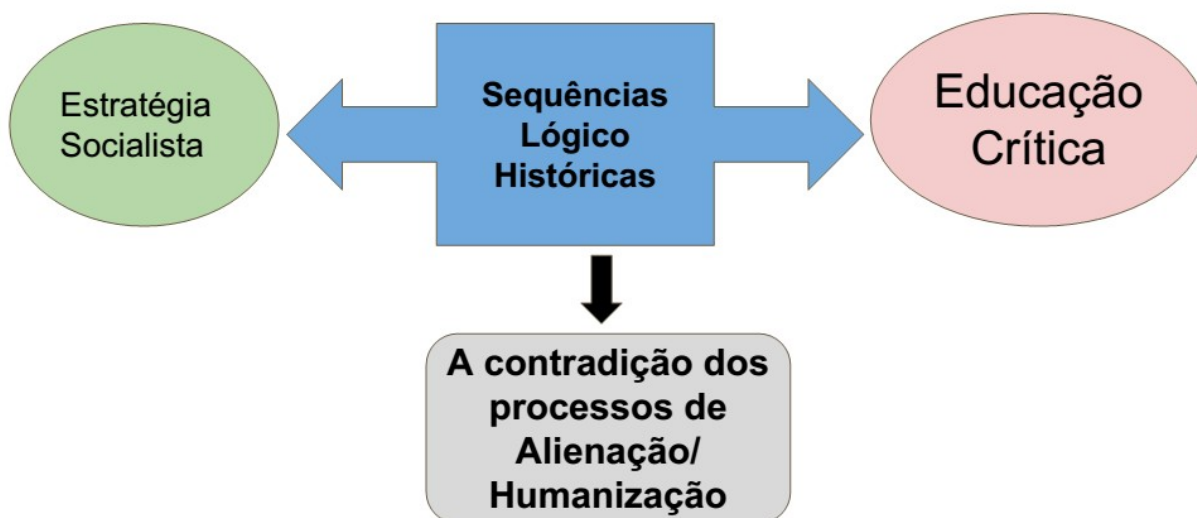 Estratégia
Socialista
Sequências
Lógico
Históricas
Educação
Crítica
A contradição dos
processos de
Alienação/
Humanização